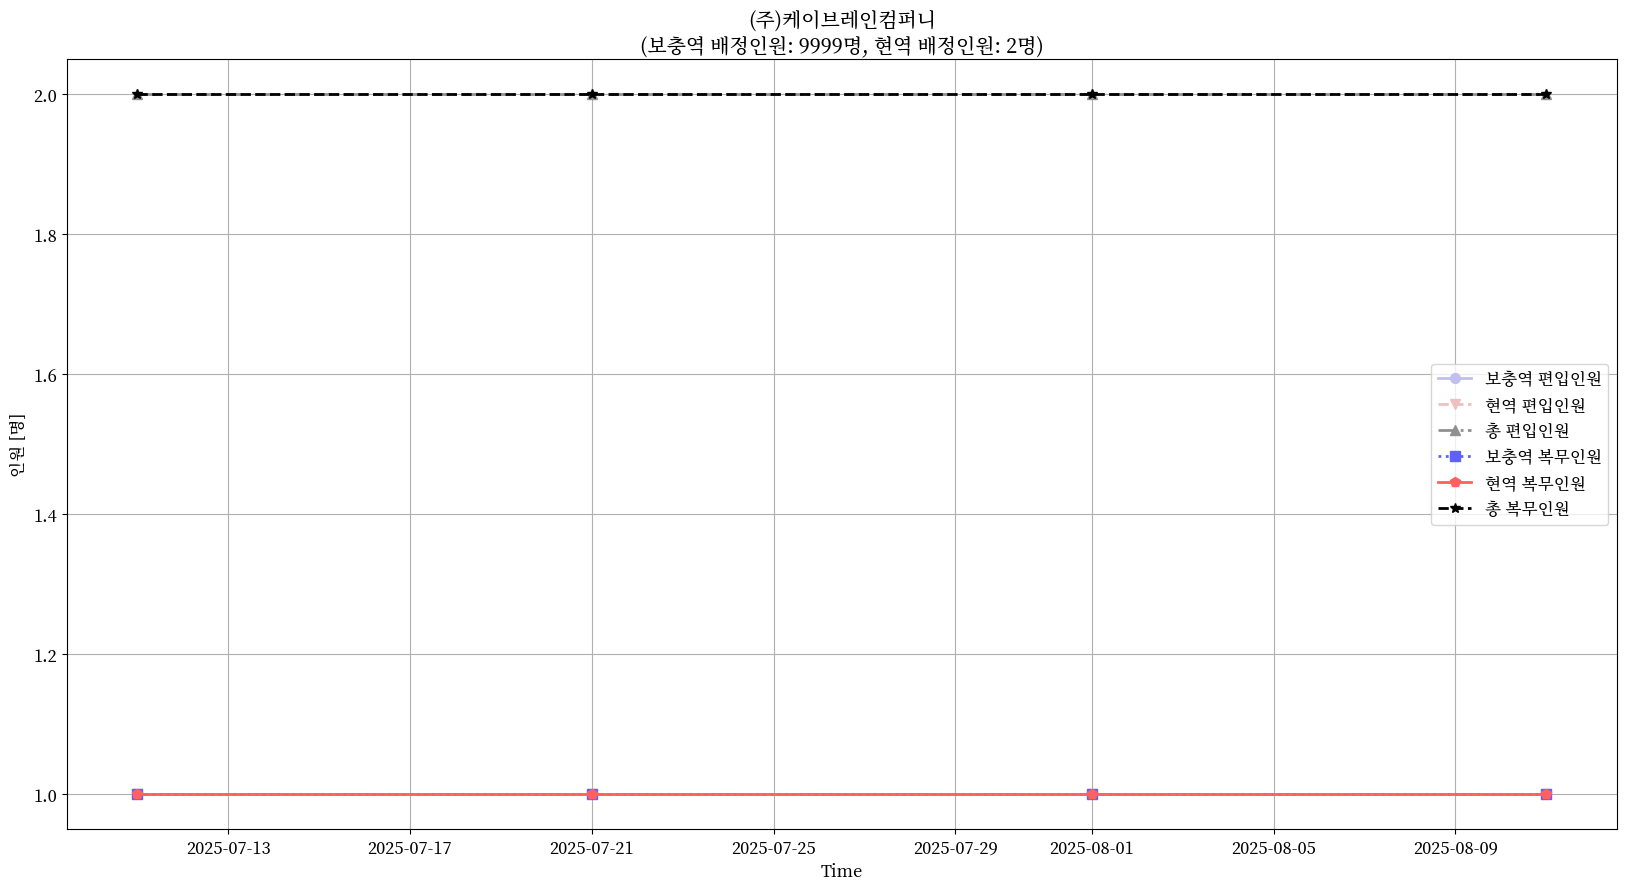 (주)케이브레인컴퍼니
(보충역 배정인원: 9999명, 현역 배정인원: 2명)
2.0
1.8
1.6
1.4
1.2
1.0
인원 [명]
보충역 편입인원
현역 편입인원
총 편입인원
보충역 복무인원
현역 복무인원
총 복무인원
2025-07-13
2025-07-17
2025-07-21
2025-07-25
2025-07-29
2025-08-01
2025-08-05
2025-08-09
Time